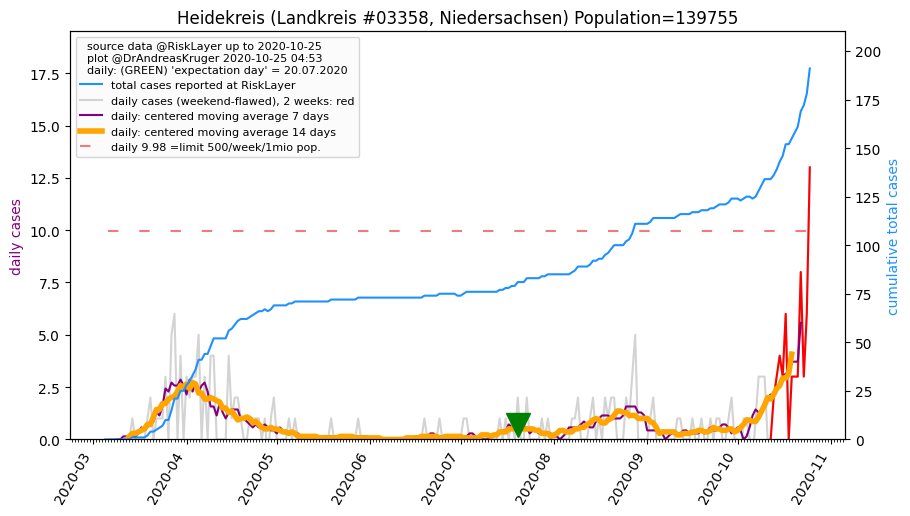 Heidekreis (Landkreis #03358, Niedersachsen) Population=139755
source data @RiskLayer up to 2020-10-25
plot @DrAndreasKruger 2020-10-25 04:53
daily: (GREEN) 'expectation day' = 20.07.2020
total cases reported at RiskLayer
daily cases (weekend-flawed), 2 weeks: red
daily: centered moving average 7 days
daily: centered moving average 14 days
daily 9.98 =limit 500/week/1mio pop.
daily cases
17.5
15.0
12.5
10.0
7.5
5.0
2.5
0.0
200
175
150
125
100
75
50
25
0
cumulative total cases
2020-03
2020-04
2020-05
2020-06
2020-07
2020-08
2020-09
2020-10
2020-11